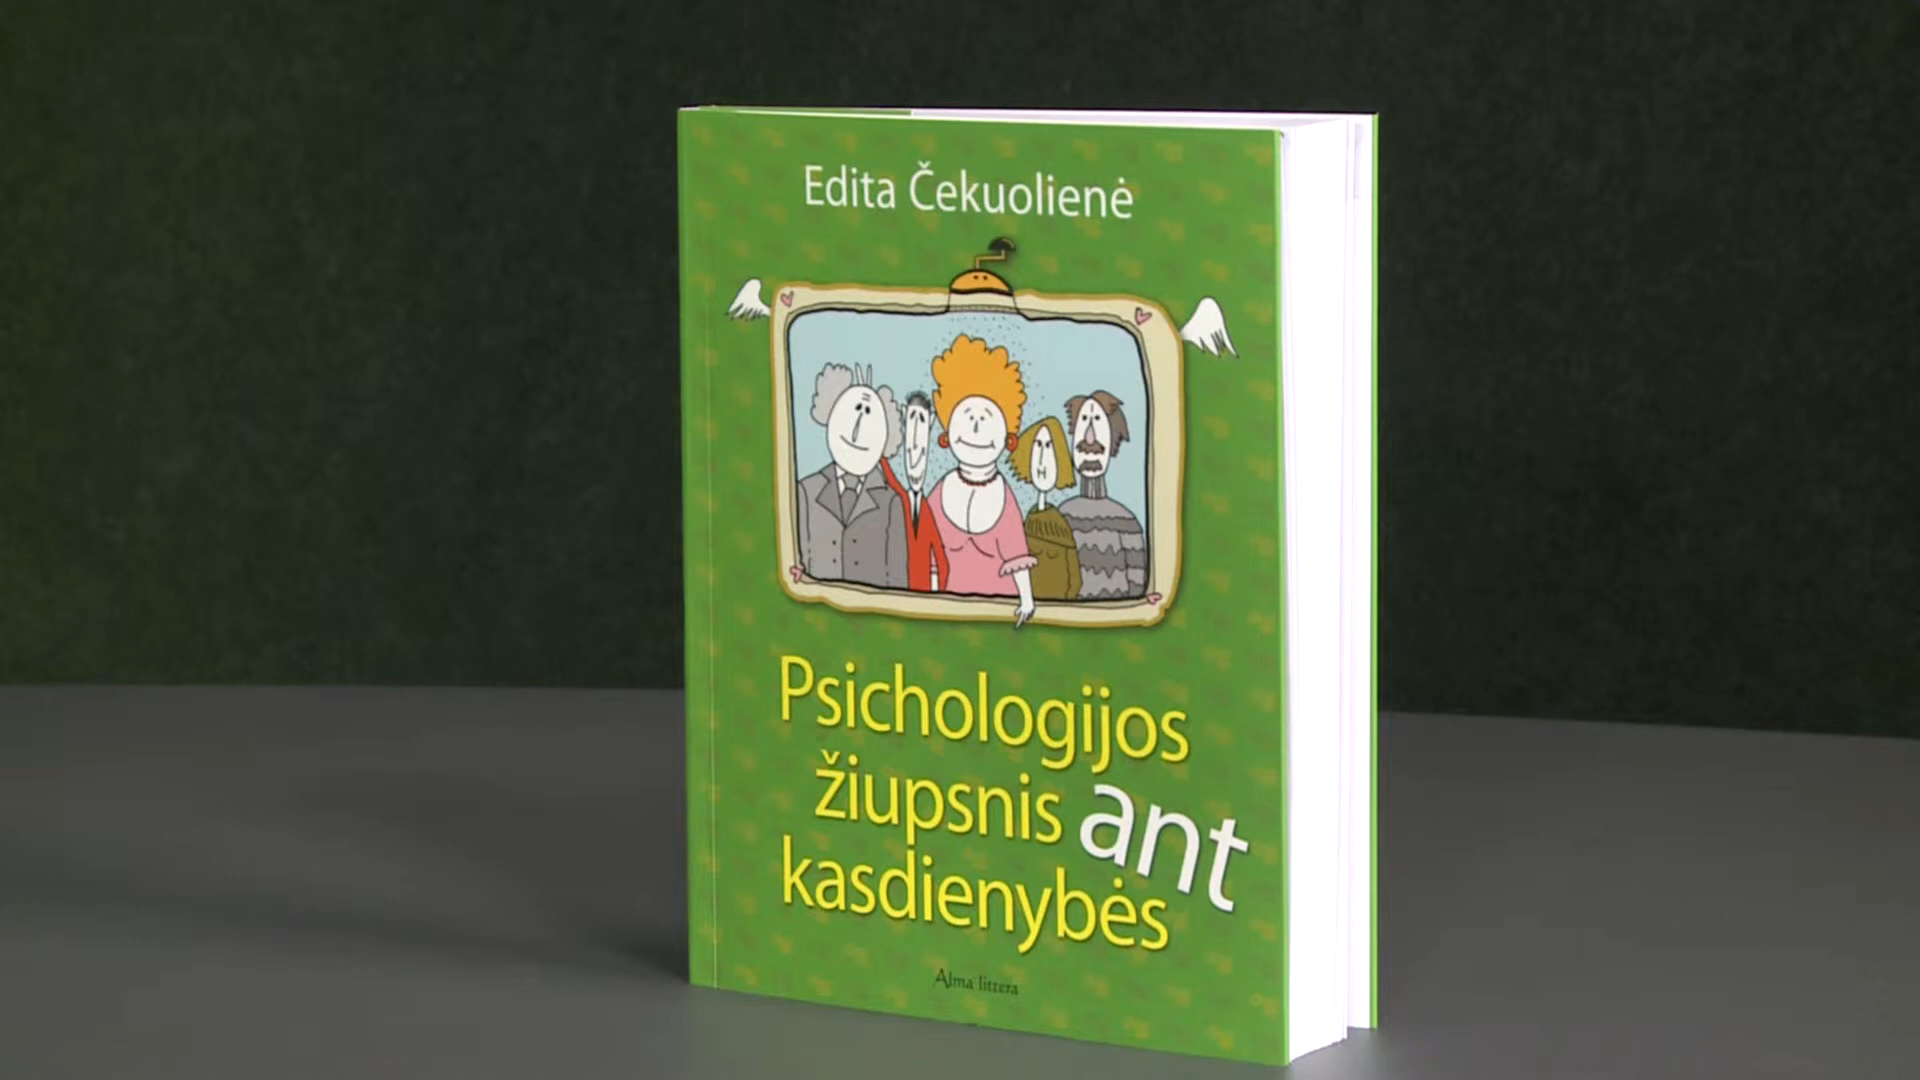 Edita Čekuolienė
Psichologijos
žiupsnis ant
kasdienybės
Alma littera